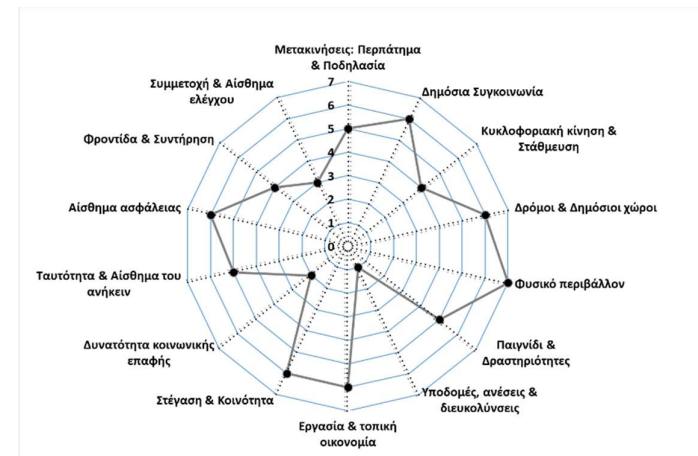 Μετακινήσεις: Περπάτημα
& Ποδηλασία
Δημόσια Συγκοινωνία
Κυκλοφοριακή κίνηση &
Στάθμευση
Δρόμοι & Δημόσιοι χώροι
Φυσικό περιβάλλον
Παιγνίδι &
Δραστηριότητες
Υποδομές, ανέσεις &
διευκολύνσεις
Εργασία & τοπική
οικονομία
Στέγαση & Κοινότητα
Δυνατότητα κοινωνικής
επαφής
Ταυτότητα & Αίσθημα του
ανήκειν
Αίσθημα ασφάλειας
Φροντίδα & Συντήρηση
Συμμετοχή & Αίσθημα
ελέγχου
7
6
5
4
3
2
1
0